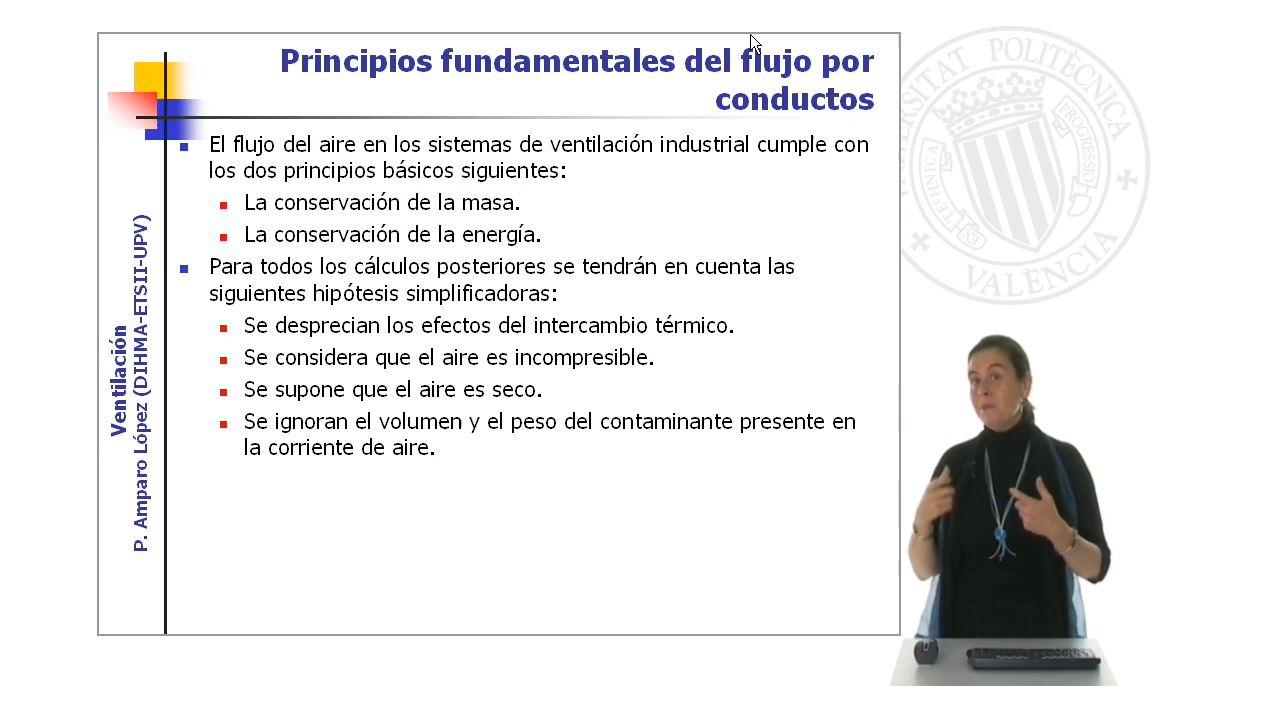 Principios fundamentales del flujo por
conductos
El flujo del aire en los sistemas de ventilación industrial cumple con
los dos principios básicos siguientes:
La conservación de la masa.
La conservación de la energía.
Para todos los cálculos posteriores se tendrán en cuenta las
siguientes hipótesis simplificadoras:
Se desprecian los efectos del intercambio térmico.
Se considera que el aire es incompresible.
Se supone que el aire es seco.
Se ignoran el volumen y el peso del contaminante presente en
la corriente de aire.
Ventilación
P. Amparo López (DIHMA-ETSII-UPV)
POLITÈCNICA
VALÈNCIA